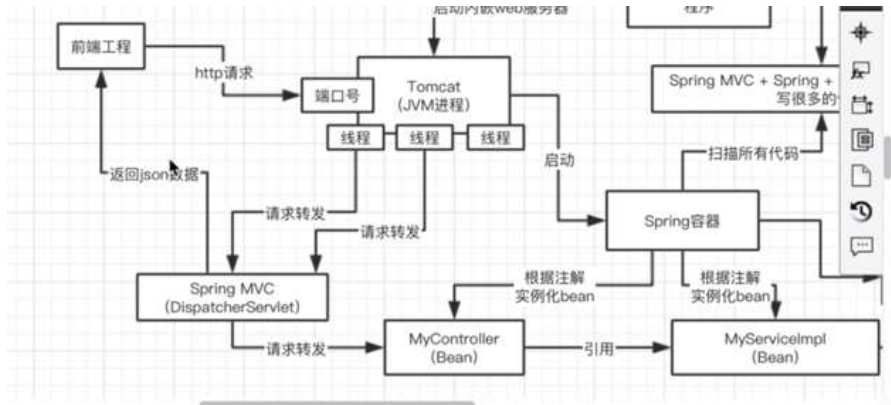 启动内嵌web服务器
程序
前端工程
http请求
端口号
Tomcat
（JVM进程）
Spring MVC + Spring +
写很多的
线程
线程
线程
启动
扫描所有代码
返回json数据
请求转发
请求转发
Spring容器
Spring MVC
（DispatcherServlet）
根据注解
实例化bean
根据注解
实例化bean
请求转发
MyController
（Bean）
引用
MyServiceImpl
（Bean）